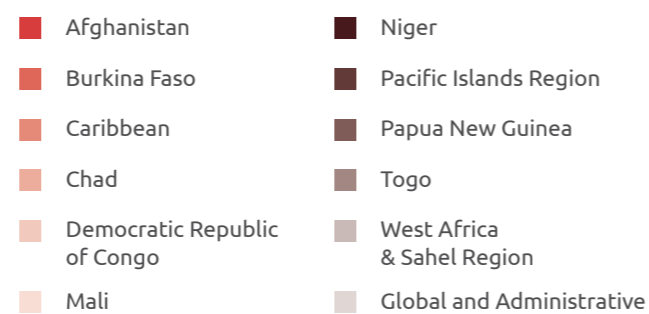 Afghanistan
Burkina Faso
Caribbean
Chad
Democratic Republic
of Congo
Mali
Niger
Pacific Islands Region
Papua New Guinea
Togo
West Africa
& Sahel Region
Global and Administrative